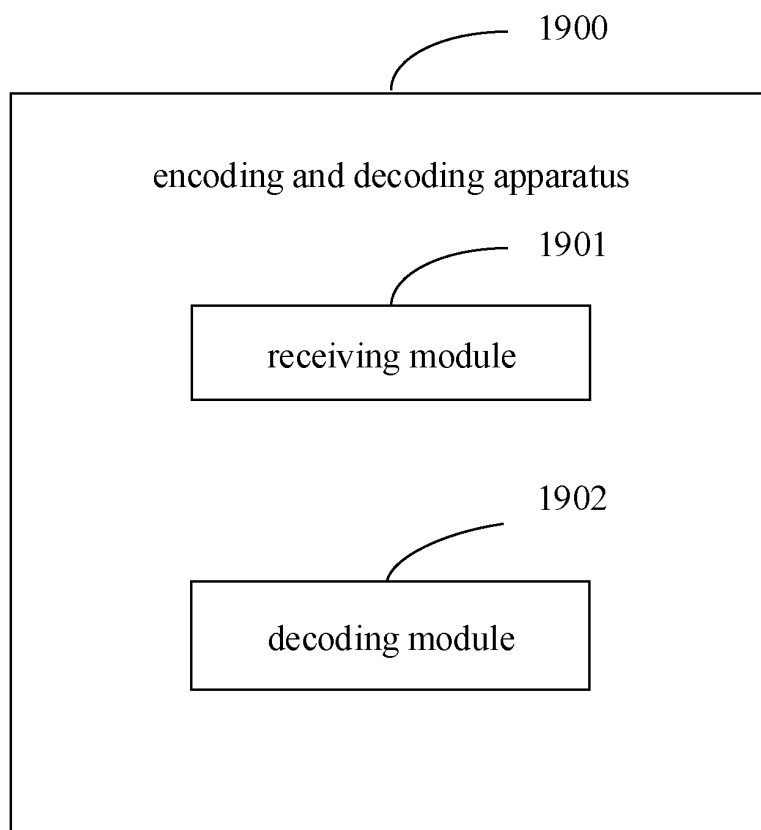 1900
encoding and decoding apparatus
1901
receiving module
1902
decoding module